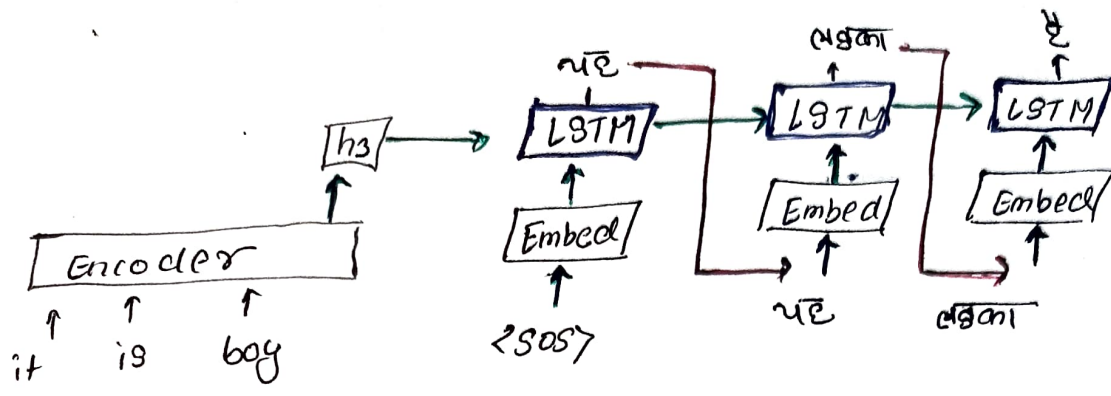 यह
लड़का
है
LSTM
LSTM
LSTM
h3
Embed
Embed
Embed
Encoder
<SOS>
यह
लड़का
it is boy